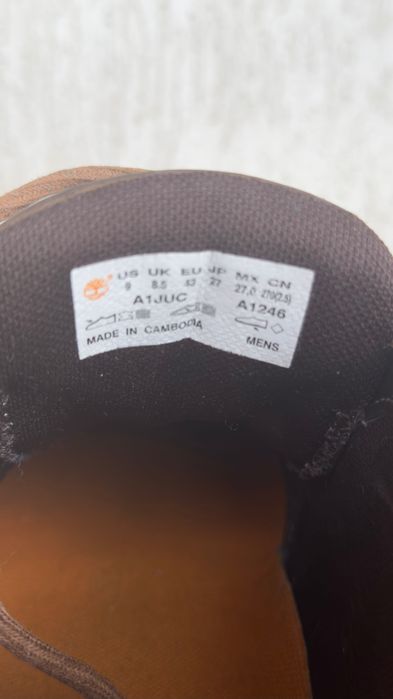 US UK EU JP MX CN
9 8.5 43 27 27.0 270(2.5)
A1JUC A1246
MADE IN CAMBODIA MENS